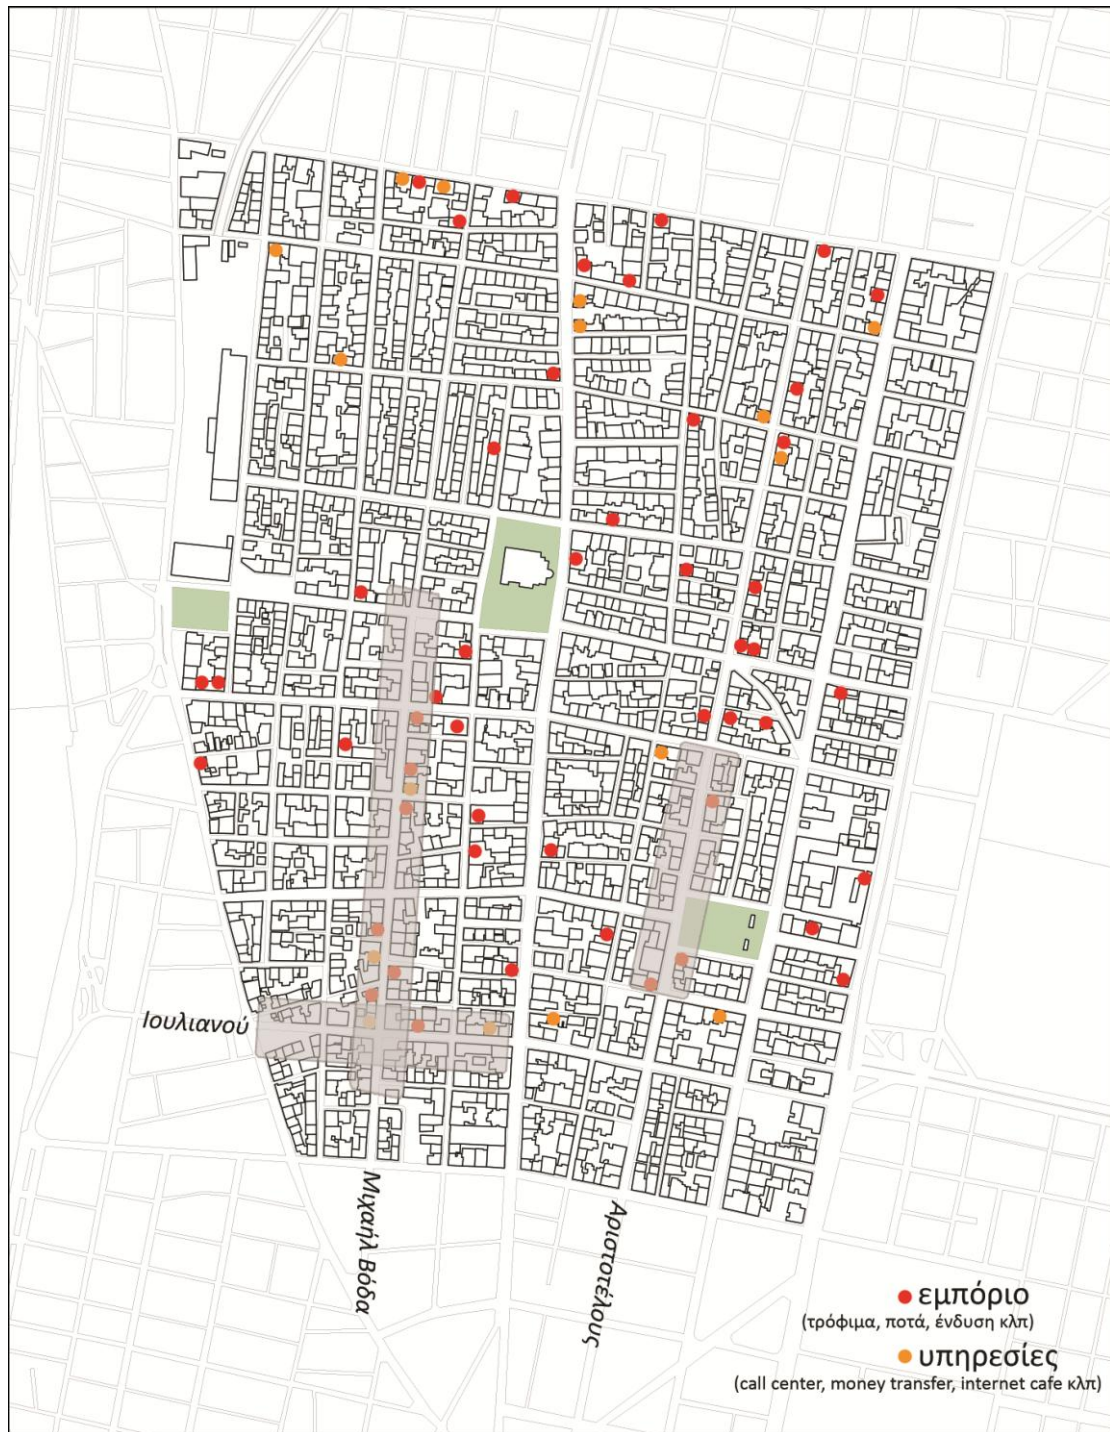 Ιουλιανού
Μιχαήλ Βόδα
Αριστοτέλους
εμπόριο
(τρόφιμα, ποτά, ένδυση κλπ)
υπηρεσίες
(call center, money transfer, internet cafe κλπ)